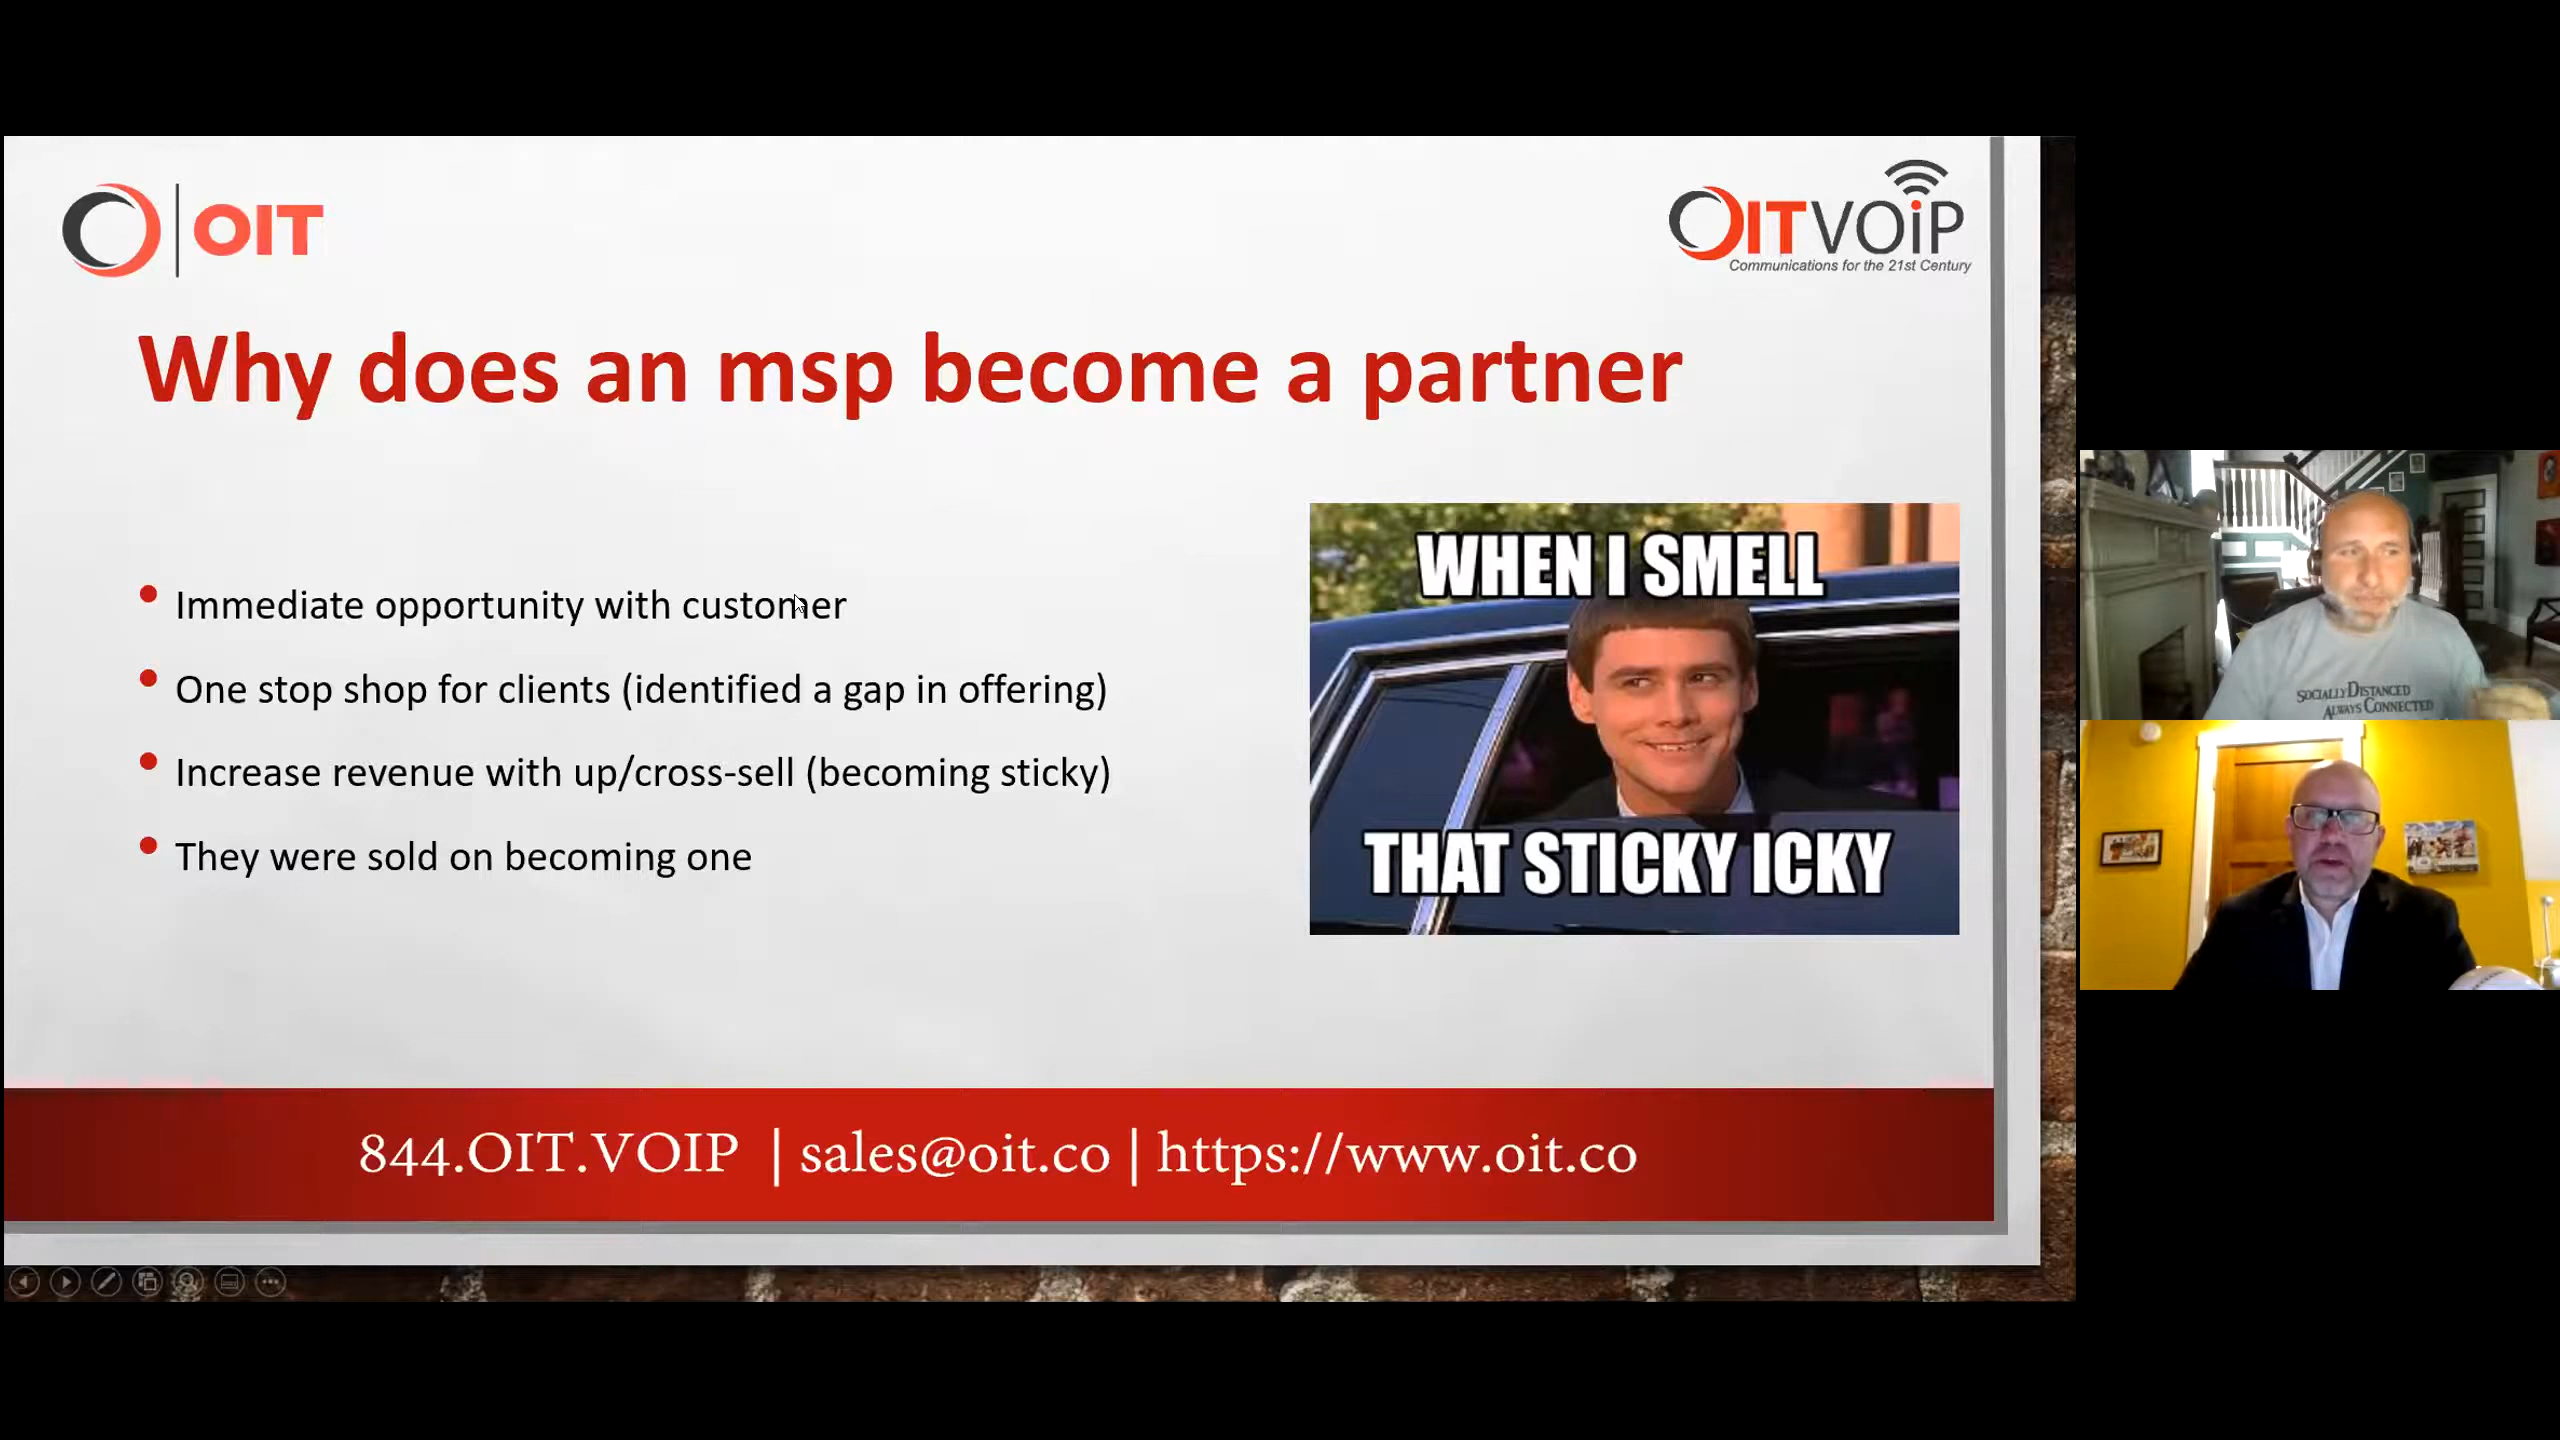 OIT
OITVOiP
Communications for the 21st Century
Why does an msp become a partner
Immediate opportunity with customer
One stop shop for clients (identified a gap in offering)
Increase revenue with up/cross-sell (becoming sticky)
They were sold on becoming one
WHEN I SMELL
THAT STICKY ICKY
844.OIT.VOIP | sales@oit.co | https://www.oit.co
SOCIALLY DISTANCED
ALWAYS CONNECTED